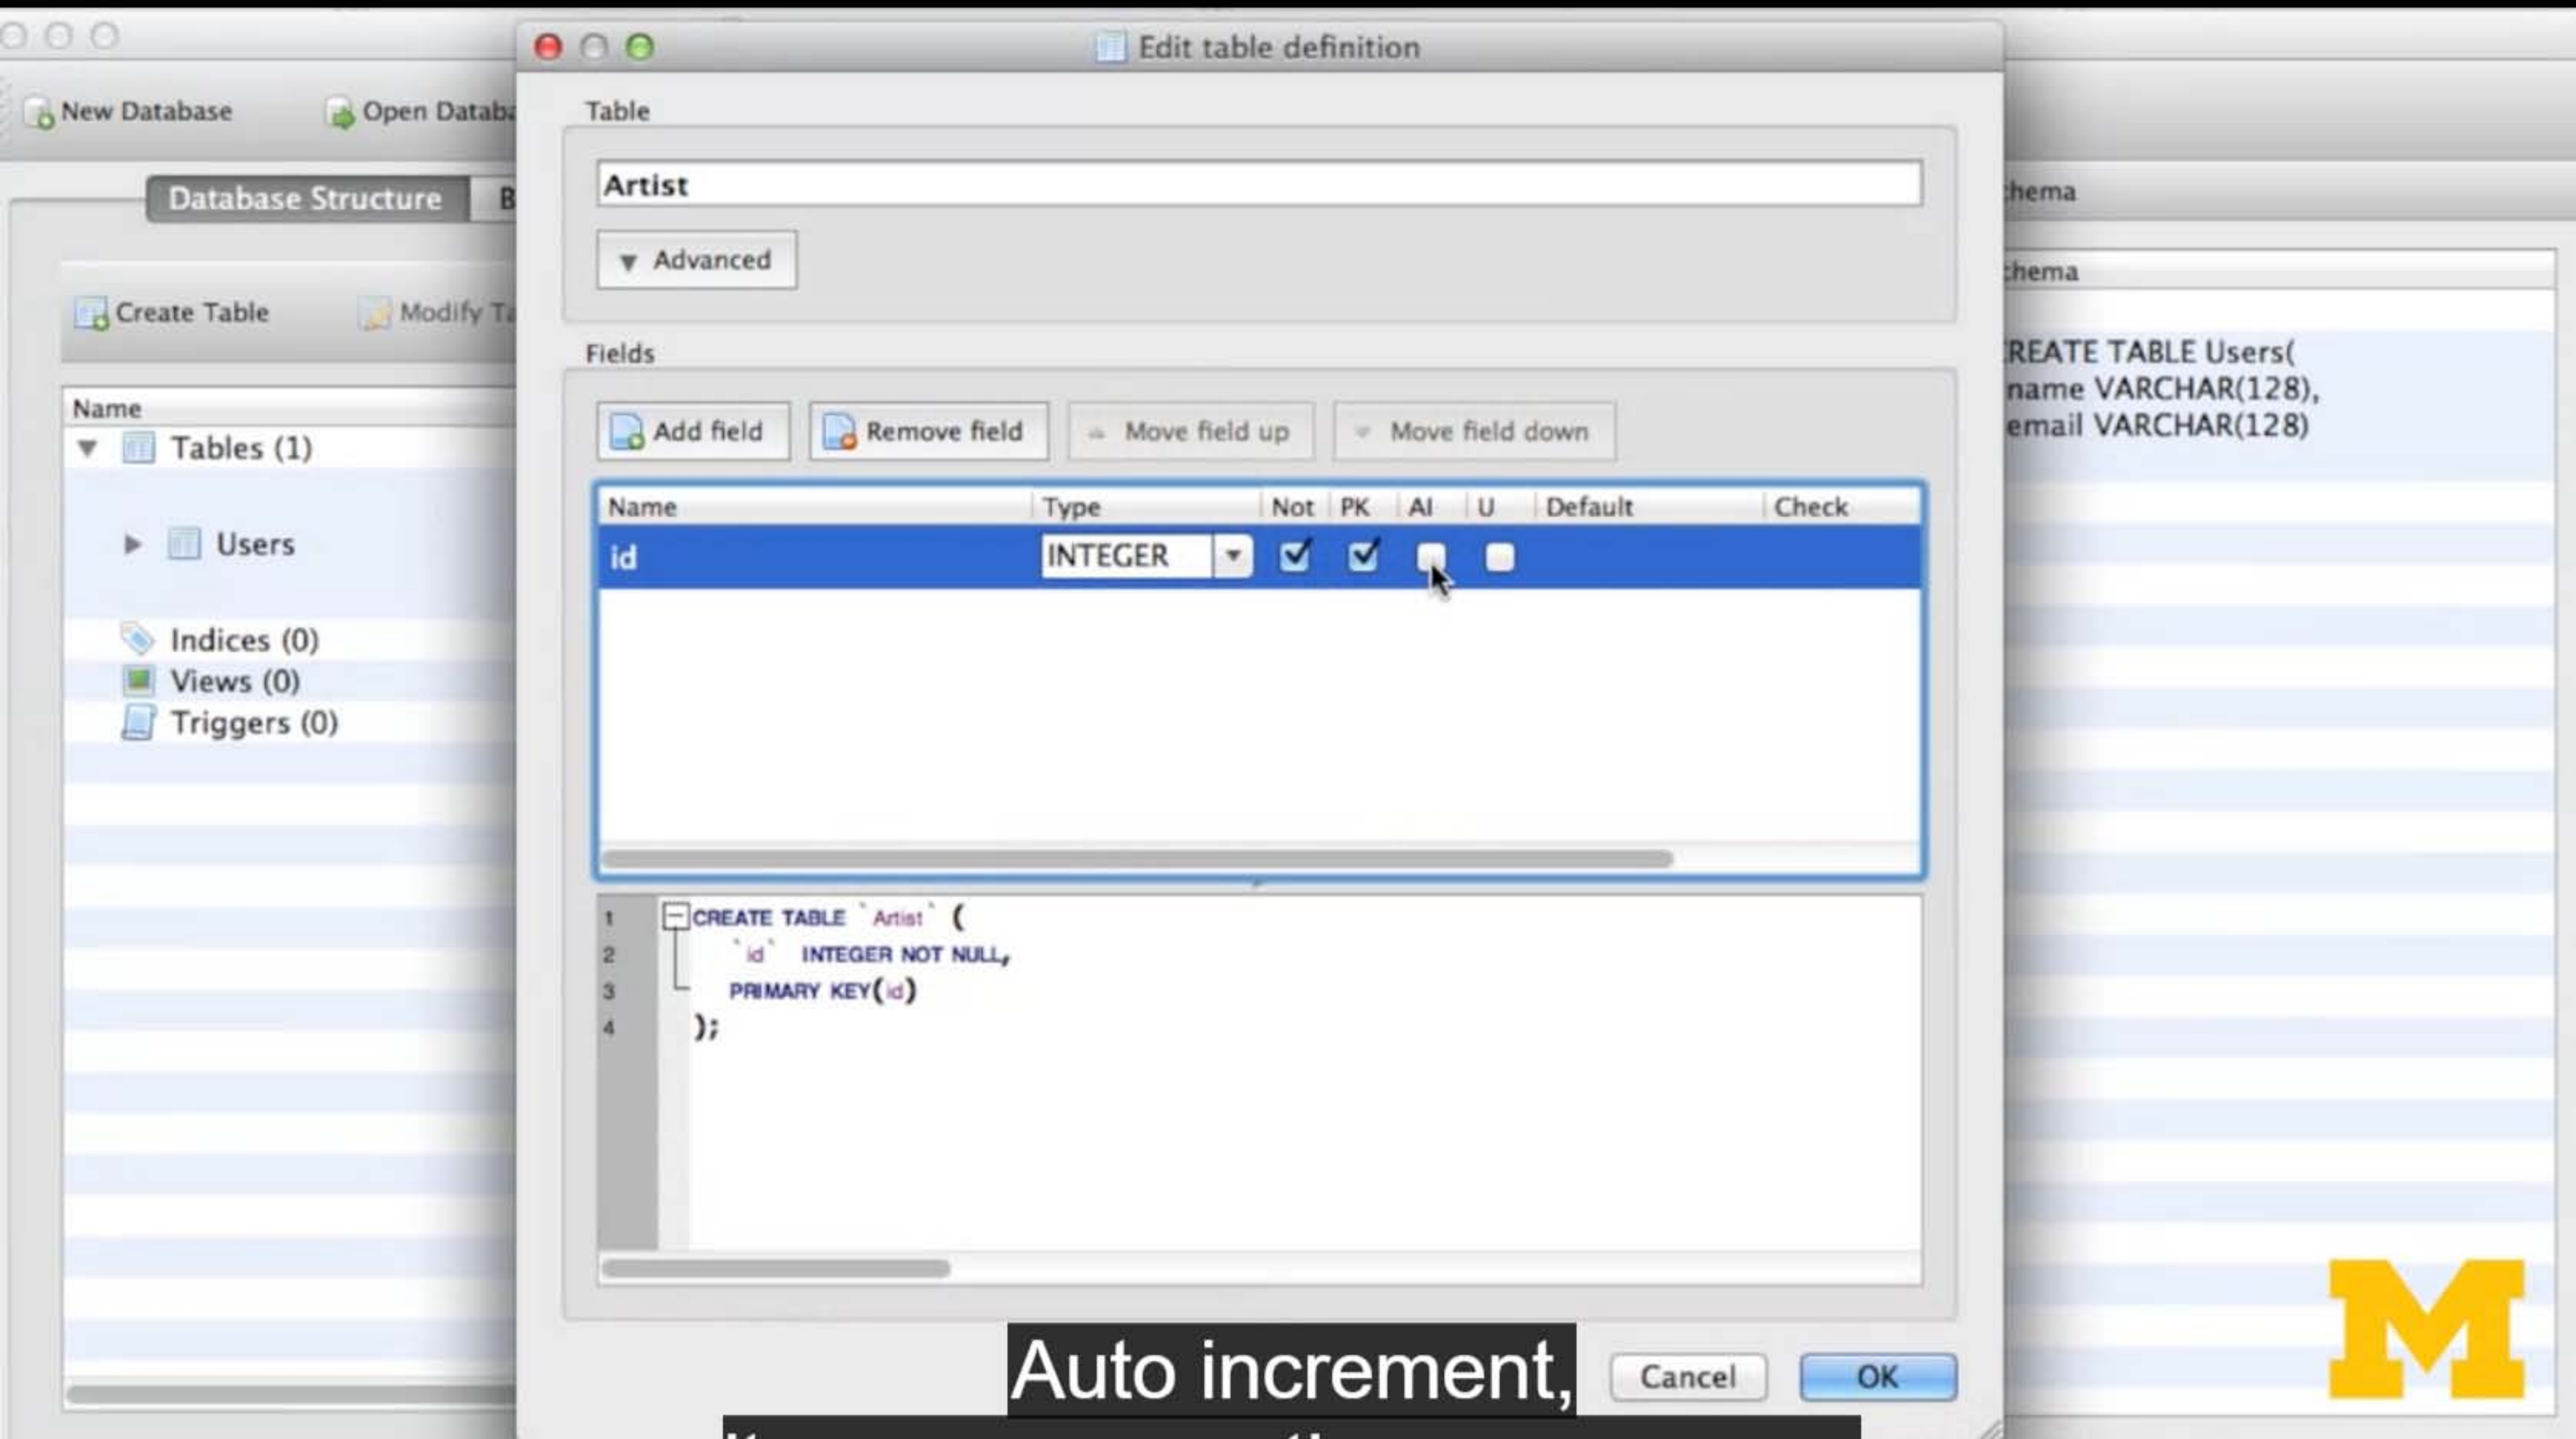 Edit table definition
New Database
Open Databa
Database Structure
B
Create Table
Modify Ta
Name
Tables (1)
Users
Indices (0)
Views (0)
Triggers (0)
Table
Artist
Advanced
Fields
Add field
Remove field
Move field up
Move field down
Name Type Not PK AI U Default Check
id INTEGER
1 CREATE TABLE `Artist` (
2 `id` INTEGER NOT NULL,
3 PRIMARY KEY(id)
4 );
Cancel
OK
hema
hema
REATE TABLE Users(
name VARCHAR(128),
email VARCHAR(128)
M
Auto increment,